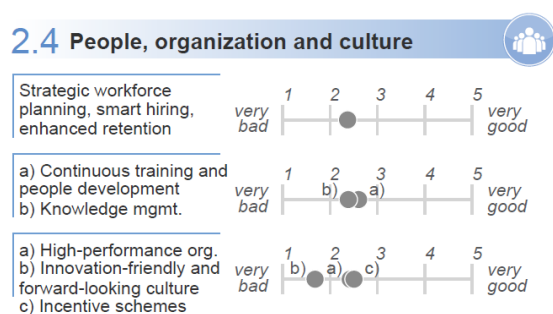 2.4 People, organization and culture
Strategic workforce
planning, smart hiring,
enhanced retention
very
bad
1 2 3 4 5
very
good
a) Continuous training and
people development
b) Knowledge mgmt.
very
bad
1 2 3 4 5
b) a)
very
good
a) High-performance org.
b) Innovation-friendly and
forward-looking culture
c) Incentive schemes
very
bad
1 2 3 4 5
b) a) c)
very
good